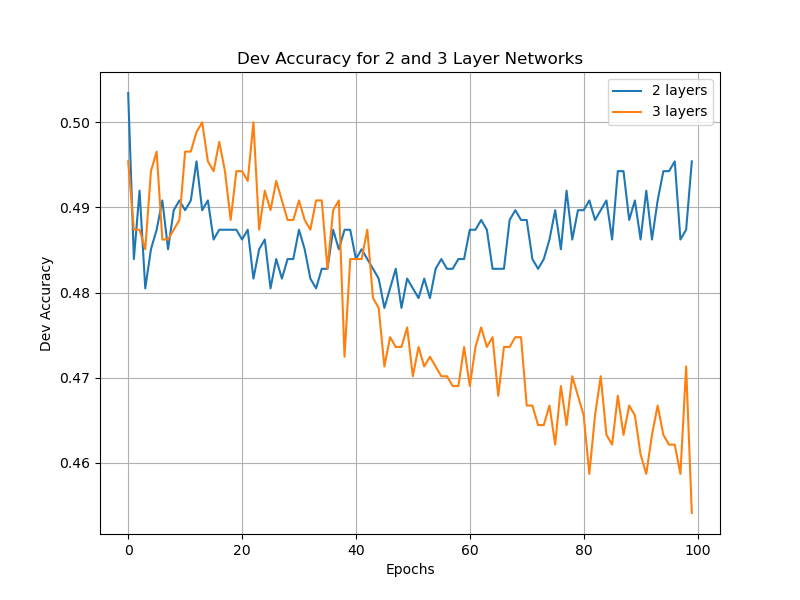 Dev Accuracy for 2 and 3 Layer Networks
2 layers
3 layers
Dev Accuracy
0.50
0.49
0.48
0.47
0.46
0 20 40 60 80 100
Epochs